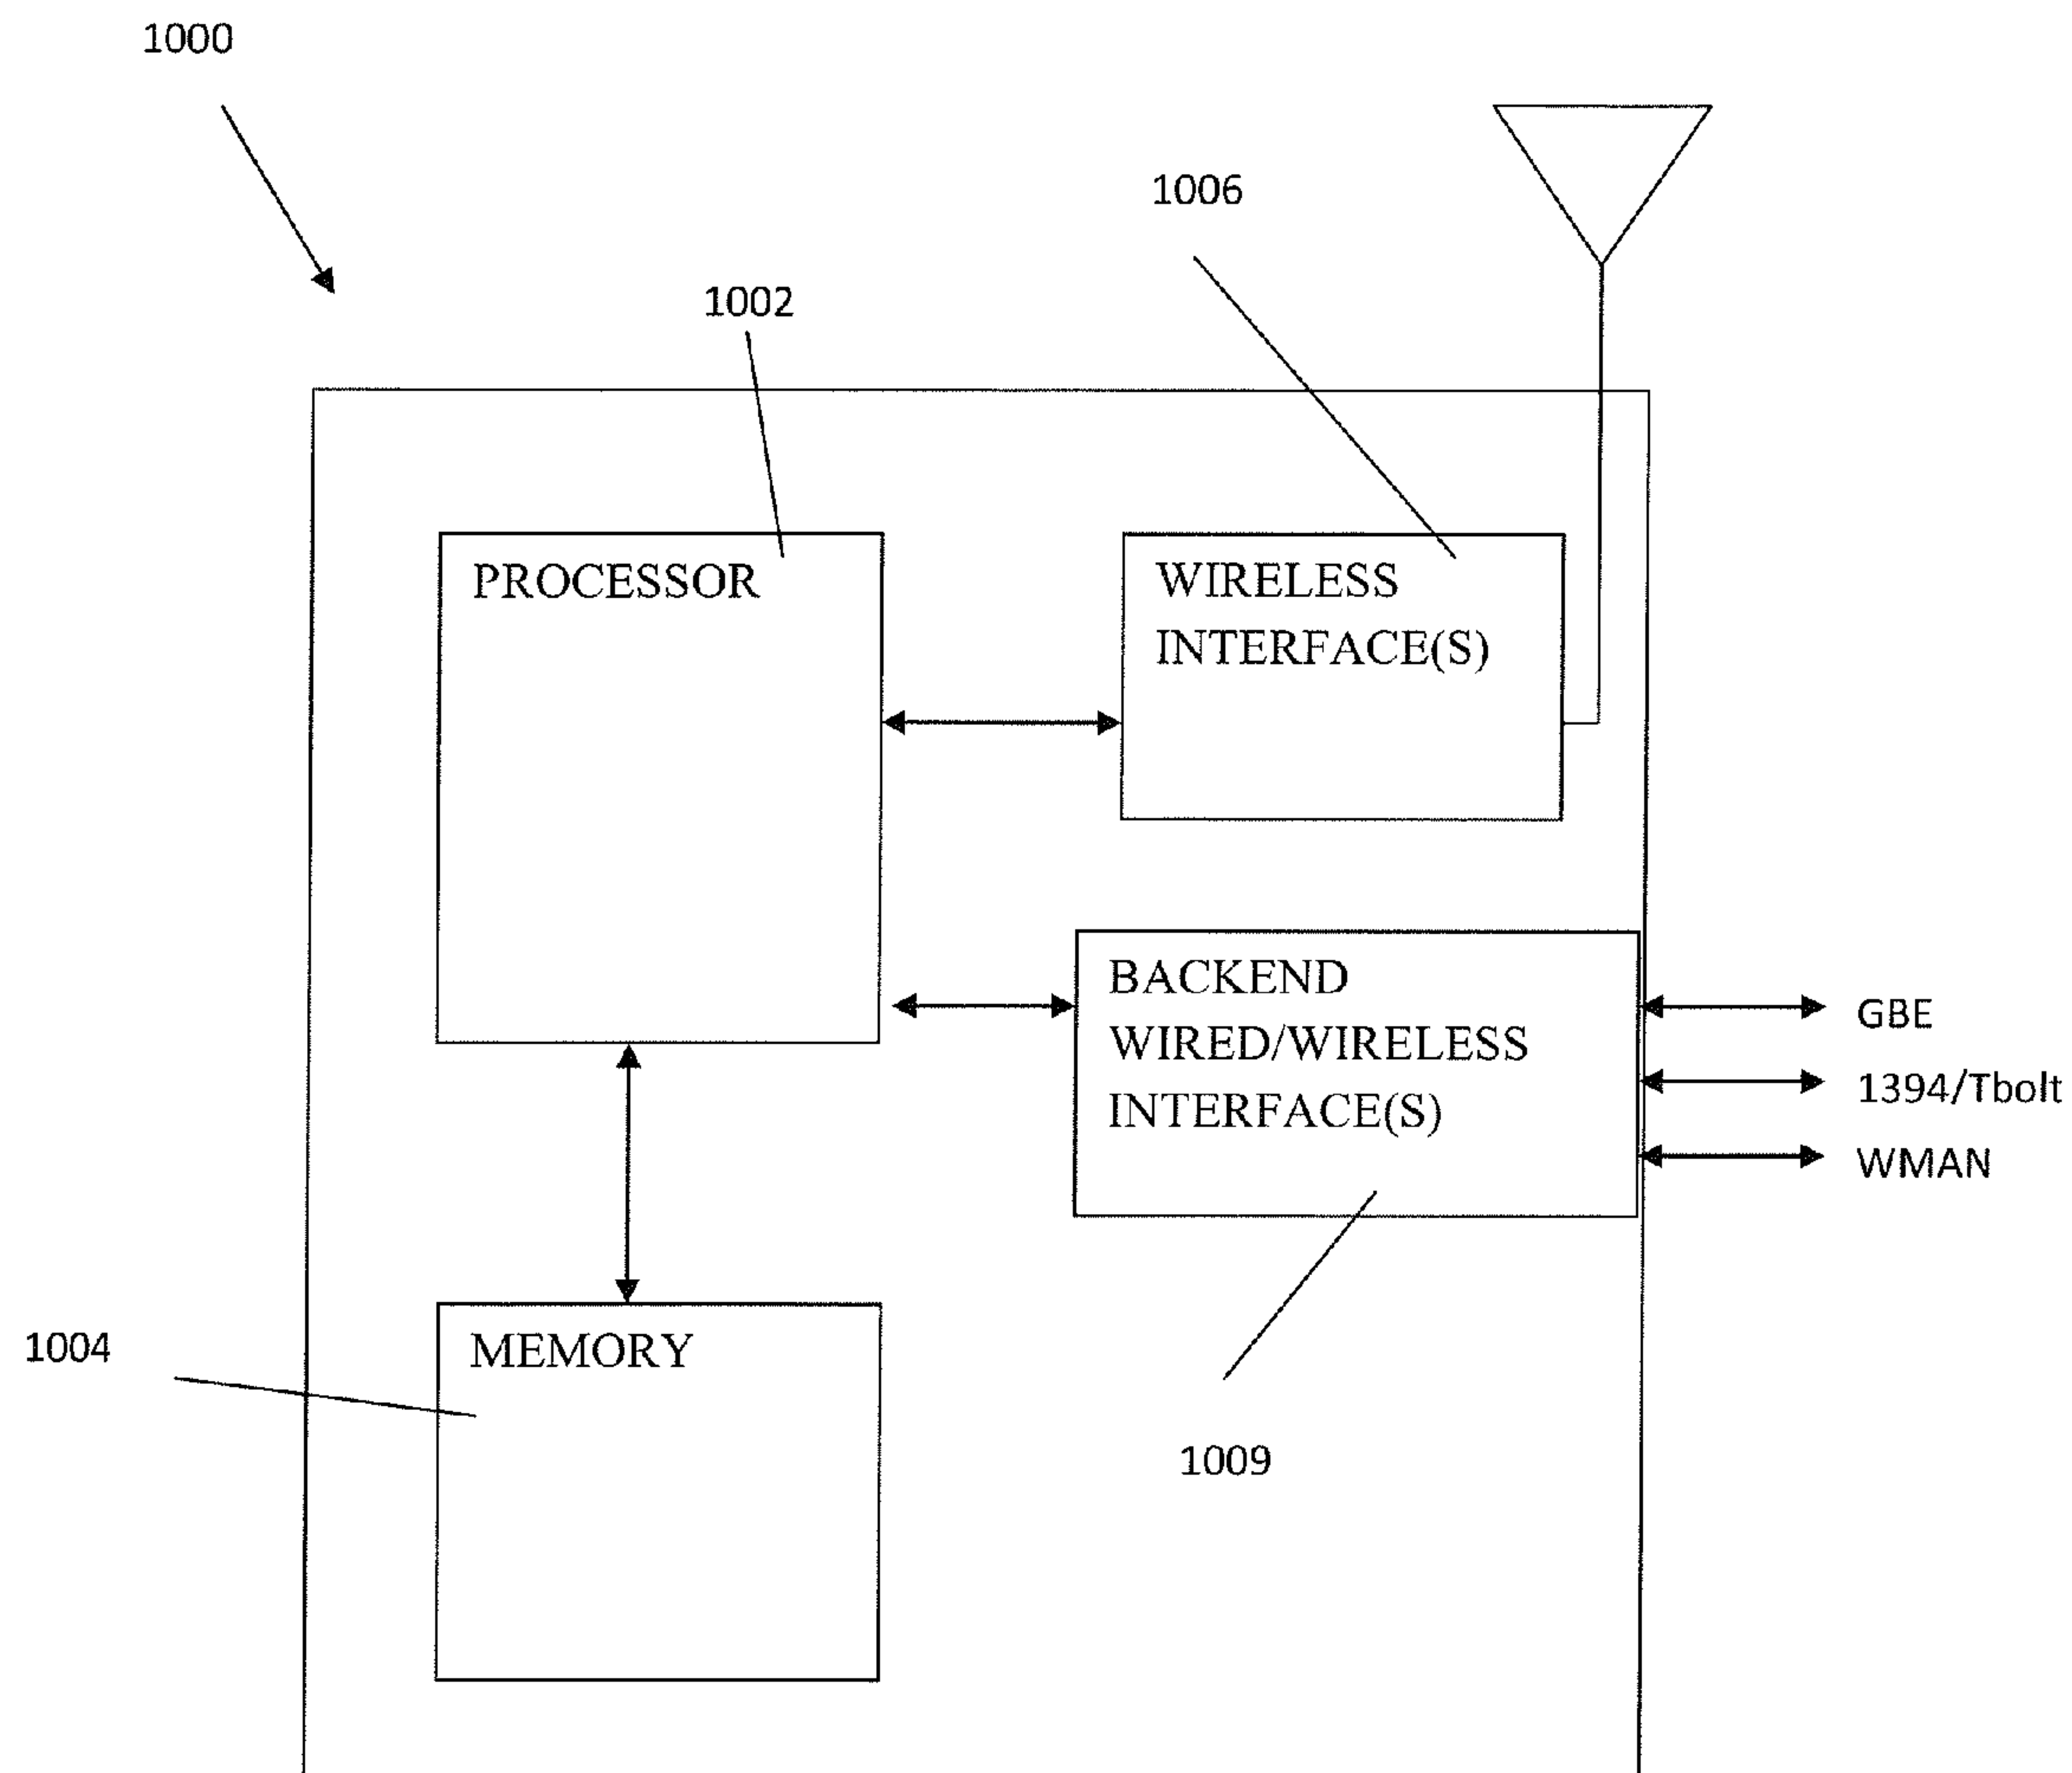 1000
1006
1002
PROCESSOR
WIRELESS
INTERFACE(S)
BACKEND
WIRED/WIRELESS
INTERFACE(S)
GBE
1394/Tbolt
WMAN
MEMORY
1004
1009